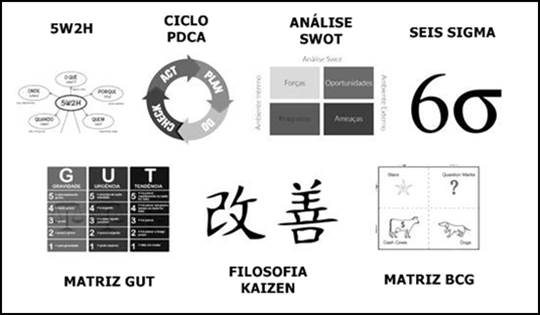 5W2H
CICLO
PDCA
ANÁLISE
SWOT
SEIS SIGMA
O QUE
ONDE
5W2H
PORQUE
QUANDO
QUEM
ACT
PLAN
DO
CHECK
Análise Swot
Ambiente Interno
Forças
Oportunidades
Ameaças
Ambiente Externo
6σ
G U T
GRAVIDADE URGÊNCIA TENDÊNCIA
5 5 5
4 4 4
3 3 3
2 2 2
1 1 1
改善
Stars
Question Marks
?
Cash Cows
Dogs
MATRIZ GUT
FILOSOFIA
KAIZEN
MATRIZ BCG